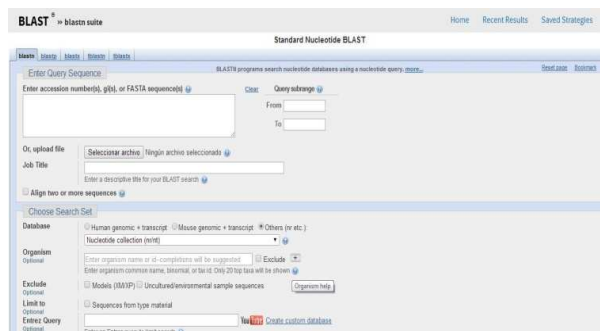 BLAST ® » blastn suite
Home Recent Results Saved Strategies
Standard Nucleotide BLAST
blastn blastp blastx tblastn tblastx
BLAST® programs search nucleotide databases using a nucleotide query. more...
Reset page Bookmark
Enter Query Sequence
Enter accession number(s), gi(s), or FASTA sequence(s) Clear Query subrange
From
To
Or, upload file Seleccionar archivo Ningún archivo seleccionado
Job Title
Enter a descriptive title for your BLAST search
Align two or more sequences
Choose Search Set
Database Human genomic + transcript Mouse genomic + transcript Others (nr etc.)
Nucleotide collection (nr/nt)
Organism
Optional
Enter organism name or id--completions will be suggested Exclude +
Enter organism common name, binomial, or tax id. Only 20 top taxa will be shown
Exclude
Optional
Models (XM/XP) Uncultured/environmental sample sequences Organism help
Limit to
Optional
Sequences from type material
Entrez Query
Optional
YouTube Create custom database